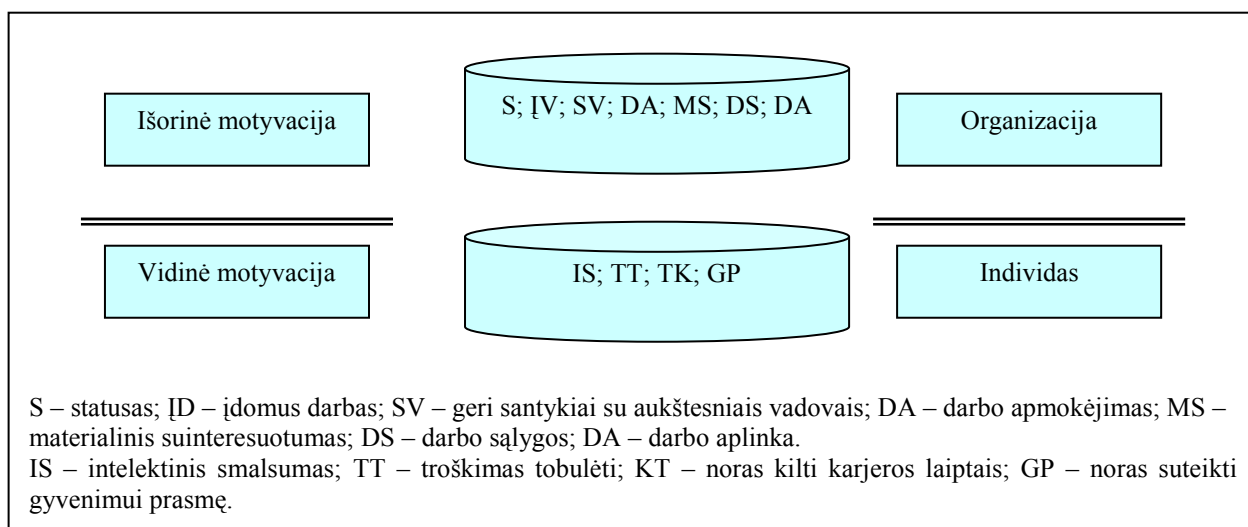 Išorinė motyvacija
S; ĮV; SV; DA; MS; DS; DA
Organizacija
Vidinė motyvacija
IS; TT; TK; GP
Individas
S – statusas; ĮD – įdomus darbas; SV – geri santykiai su aukštesniais vadovais; DA – darbo apmokėjimas; MS –
materialinis suinteresuotumas; DS – darbo sąlygos; DA – darbo aplinka.
IS – intelektinis smalsumas; TT – troškimas tobulėti; KT – noras kilti karjeros laiptais; GP – noras suteikti
gyvenimui prasmę.